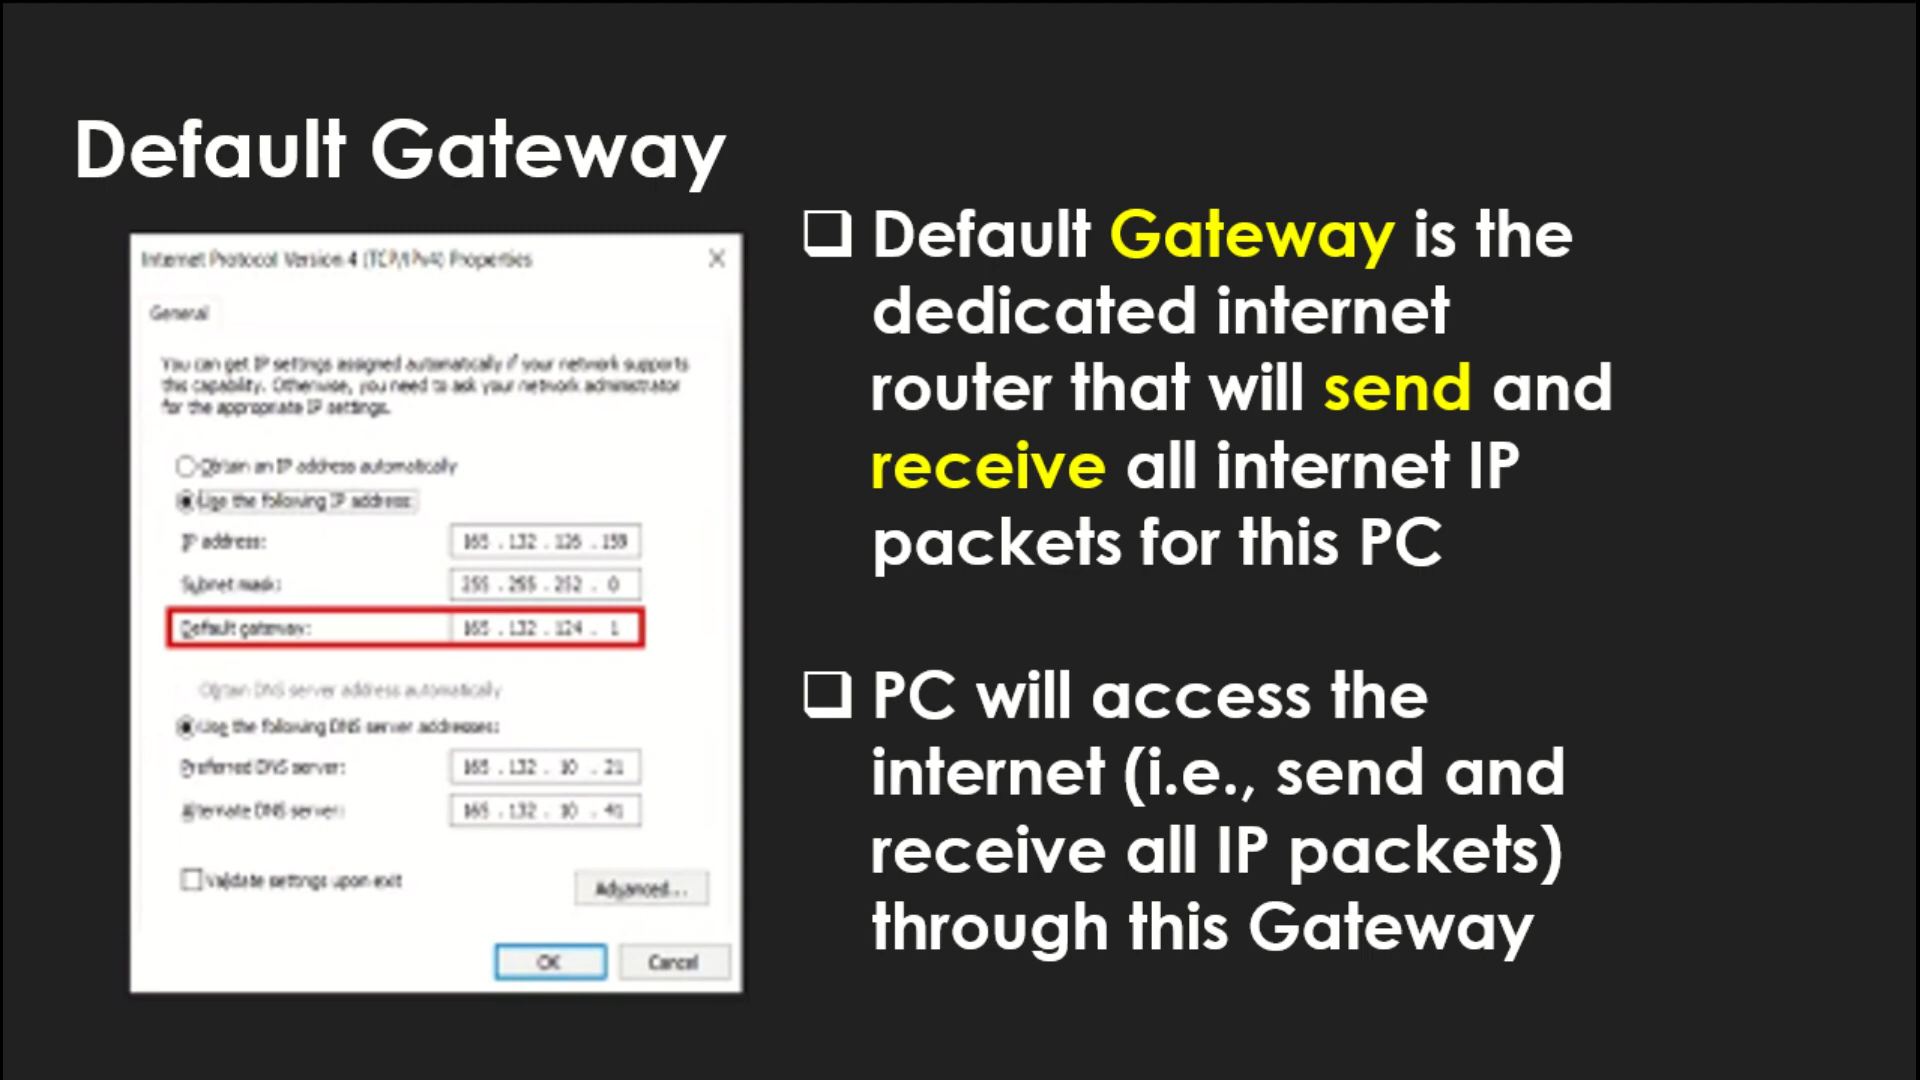 Default Gateway
Internet Protocol Version 4 (TCP/IPv4) Properties
General
You can get IP settings assigned automatically if your network supports
this capability. Otherwise, you need to ask your network administrator
for the appropriate IP settings.
Obtain an IP address automatically
Use the following IP address:
IP address:
165 . 132 . 126 . 159
Subnet mask:
255 . 255 . 252 . 0
Default gateway:
165 . 132 . 124 . 1
Obtain DNS server address automatically
Use the following DNS server addresses:
Preferred DNS server:
165 . 132 . 10 . 21
Alternate DNS server:
165 . 132 . 10 . 41
Validate settings upon exit
Advanced...
OK
Cancel
Default Gateway is the
dedicated internet
router that will send and
receive all internet IP
packets for this PC
PC will access the
internet (i.e., send and
receive all IP packets)
through this Gateway